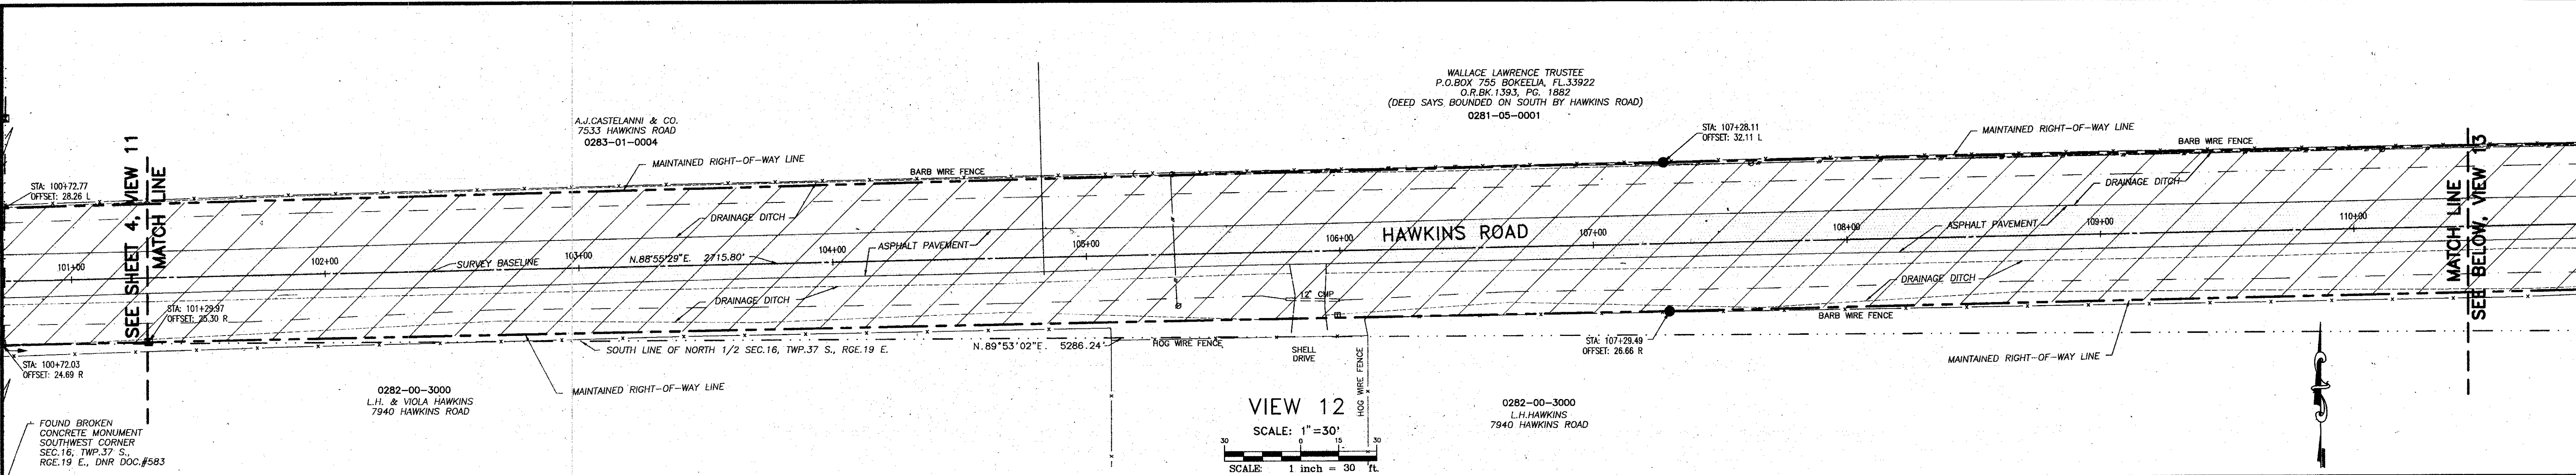 WALLACE LAWRENCE TRUSTEE
P.O.BOX 755 BOKEELIA, FL.33922
O.R.BK.1393, PG. 1882
(DEED SAYS BOUNDED ON SOUTH BY HAWKINS ROAD)
0281-05-0001
A.J.CASTELANNI & CO.
7533 HAWKINS ROAD
0283-01-0004
STA: 107+28.11
OFFSET: 32.11 L
MAINTAINED RIGHT-OF-WAY LINE
BARB WIRE FENCE
SEE SHEET 4, VIEW 11
MATCH LINE
MAINTAINED RIGHT-OF-WAY LINE
BARB WIRE FENCE
STA: 100+72.77
OFFSET: 28.26 L
DRAINAGE DITCH
DRAINAGE DITCH
MATCH LINE
SEE BELOW, VIEW 13
HAWKINS ROAD
ASPHALT PAVEMENT
ASPHALT PAVEMENT
101+00
102+00
103+00
104+00
105+00
106+00
107+00
108+00
109+00
110+00
SURVEY BASELINE
N.88°55'29"E. 2715.80'
DRAINAGE DITCH
DRAINAGE DITCH
12" CMP
STA: 101+29.97
OFFSET: 25.30 R
BARB WIRE FENCE
STA: 100+72.03
OFFSET: 24.69 R
SOUTH LINE OF NORTH 1/2 SEC.16, TWP.37 S., RGE.19 E.
N.89°53'02"E. 5286.24'
HOG WIRE FENCE
SHELL
DRIVE
HOG WIRE FENCE
STA: 107+29.49
OFFSET: 26.66 R
MAINTAINED RIGHT-OF-WAY LINE
MAINTAINED RIGHT-OF-WAY LINE
0282-00-3000
L.H. & VIOLA HAWKINS
7940 HAWKINS ROAD
0282-00-3000
L.H.HAWKINS
7940 HAWKINS ROAD
FOUND BROKEN
CONCRETE MONUMENT
SOUTHWEST CORNER
SEC.16, TWP.37 S.,
RGE.19 E., DNR DOC.#583
VIEW 12
SCALE: 1"=30'
30 0 15 30
SCALE: 1 inch = 30 ft.